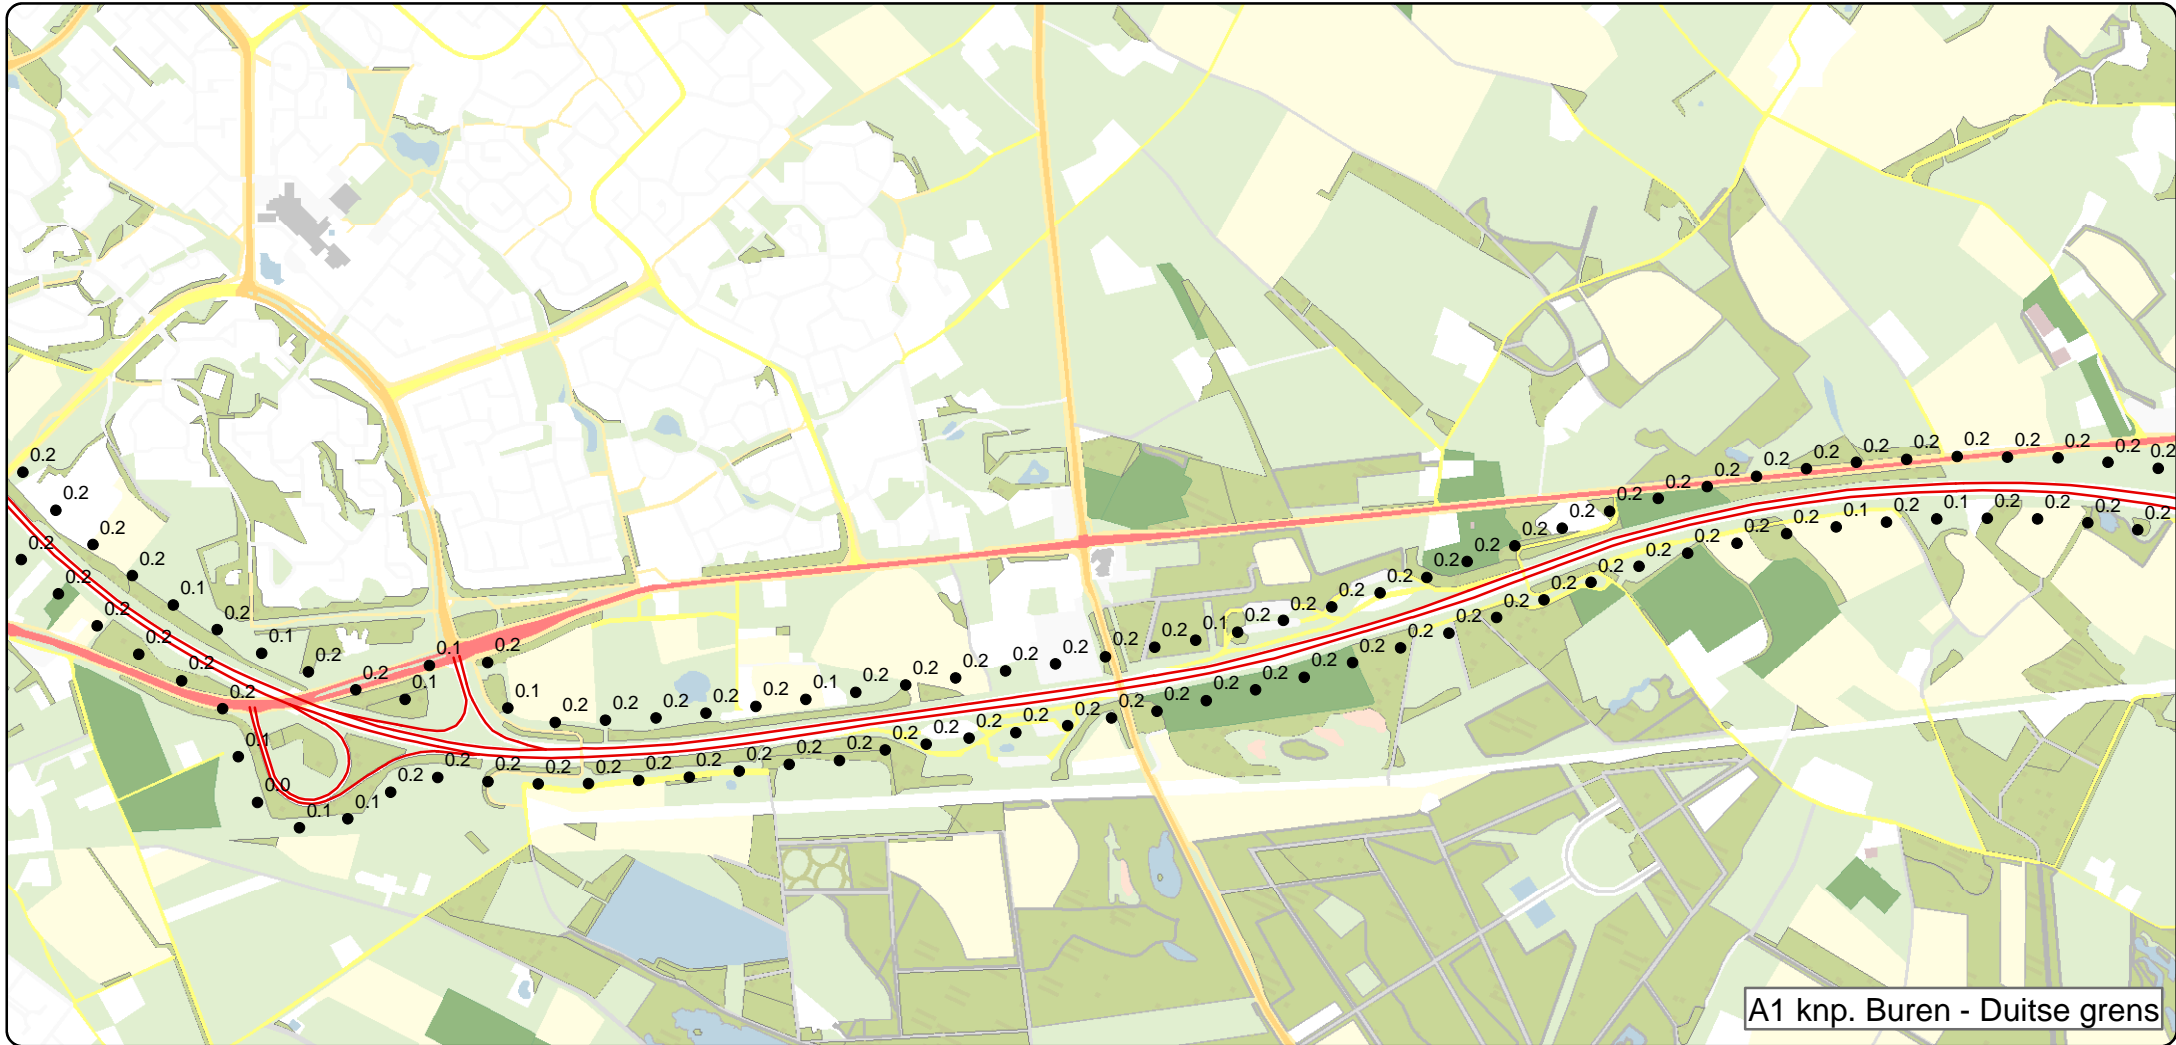 0.2 0.2 0.2 0.2 0.2 0.2 0.2 0.2 0.2 0.2 0.2 0.2
0.2 0.2 0.2 0.2 0.1 0.2 0.2 0.2 0.2
0.2 0.2 0.2 0.2 0.2 0.2 0.2
0.2 0.2 0.2 0.2 0.2
0.2 0.2 0.2 0.2 0.2
0.1 0.2 0.2 0.2 0.1 0.2 0.2 0.2
0.2 0.1 0.2 0.1 0.2 0.2 0.2 0.2 0.2 0.2
0.2 0.2 0.1 0.2 0.2 0.2 0.2 0.2 0.2
0.2 0.1 0.2 0.2 0.2 0.2 0.2 0.1 0.2 0.2 0.2 0.2
0.1 0.2 0.2 0.2 0.2 0.2 0.2 0.2 0.2
0.0 0.2 0.2 0.2 0.2 0.2 0.2 0.2
0.1 0.1
A1 knp. Buren - Duitse grens